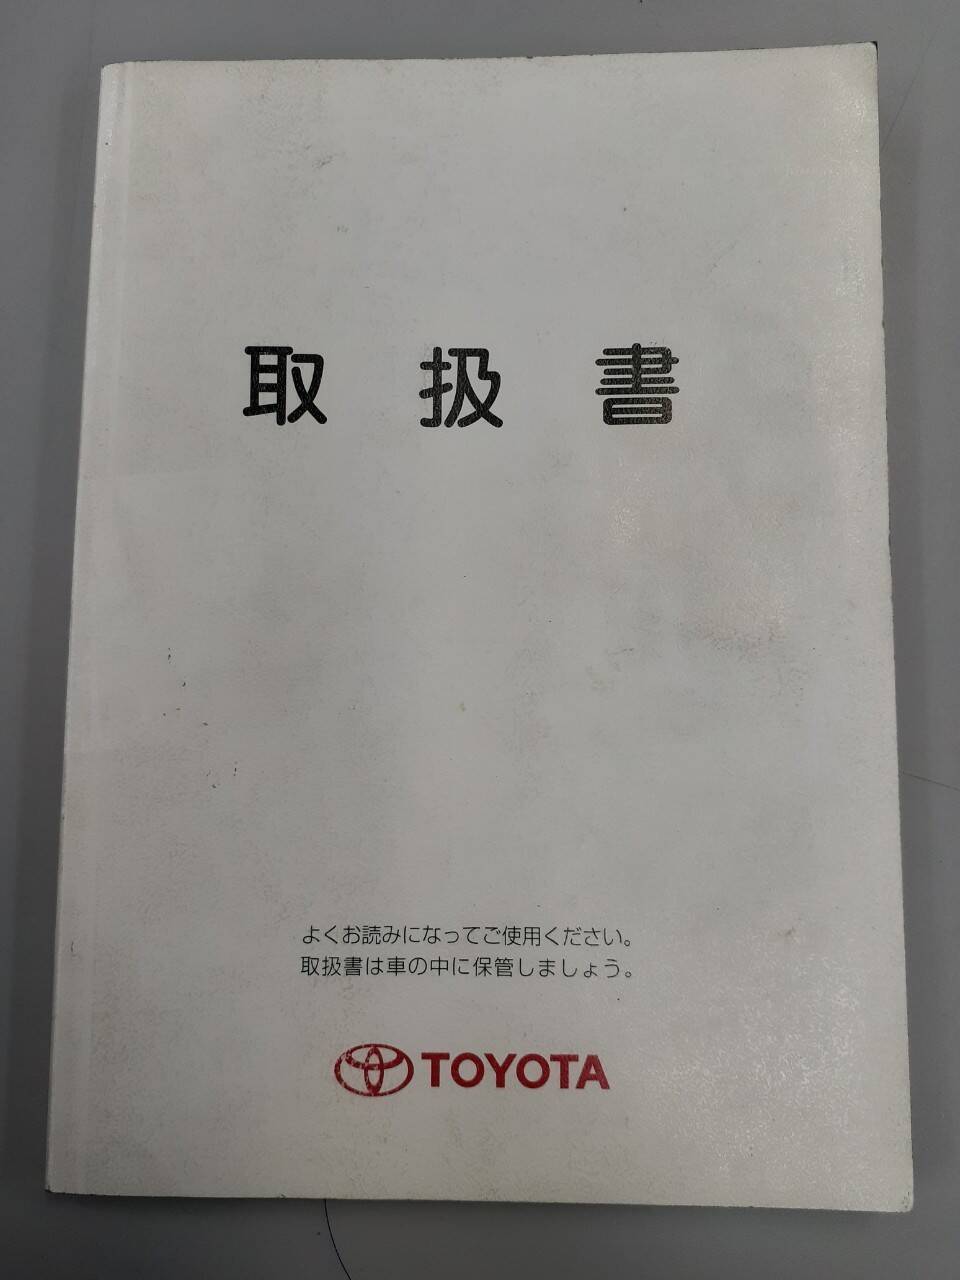 取扱書
よくお読みになってご使用ください。
取扱書は車の中に保管しましょう。
TOYOTA